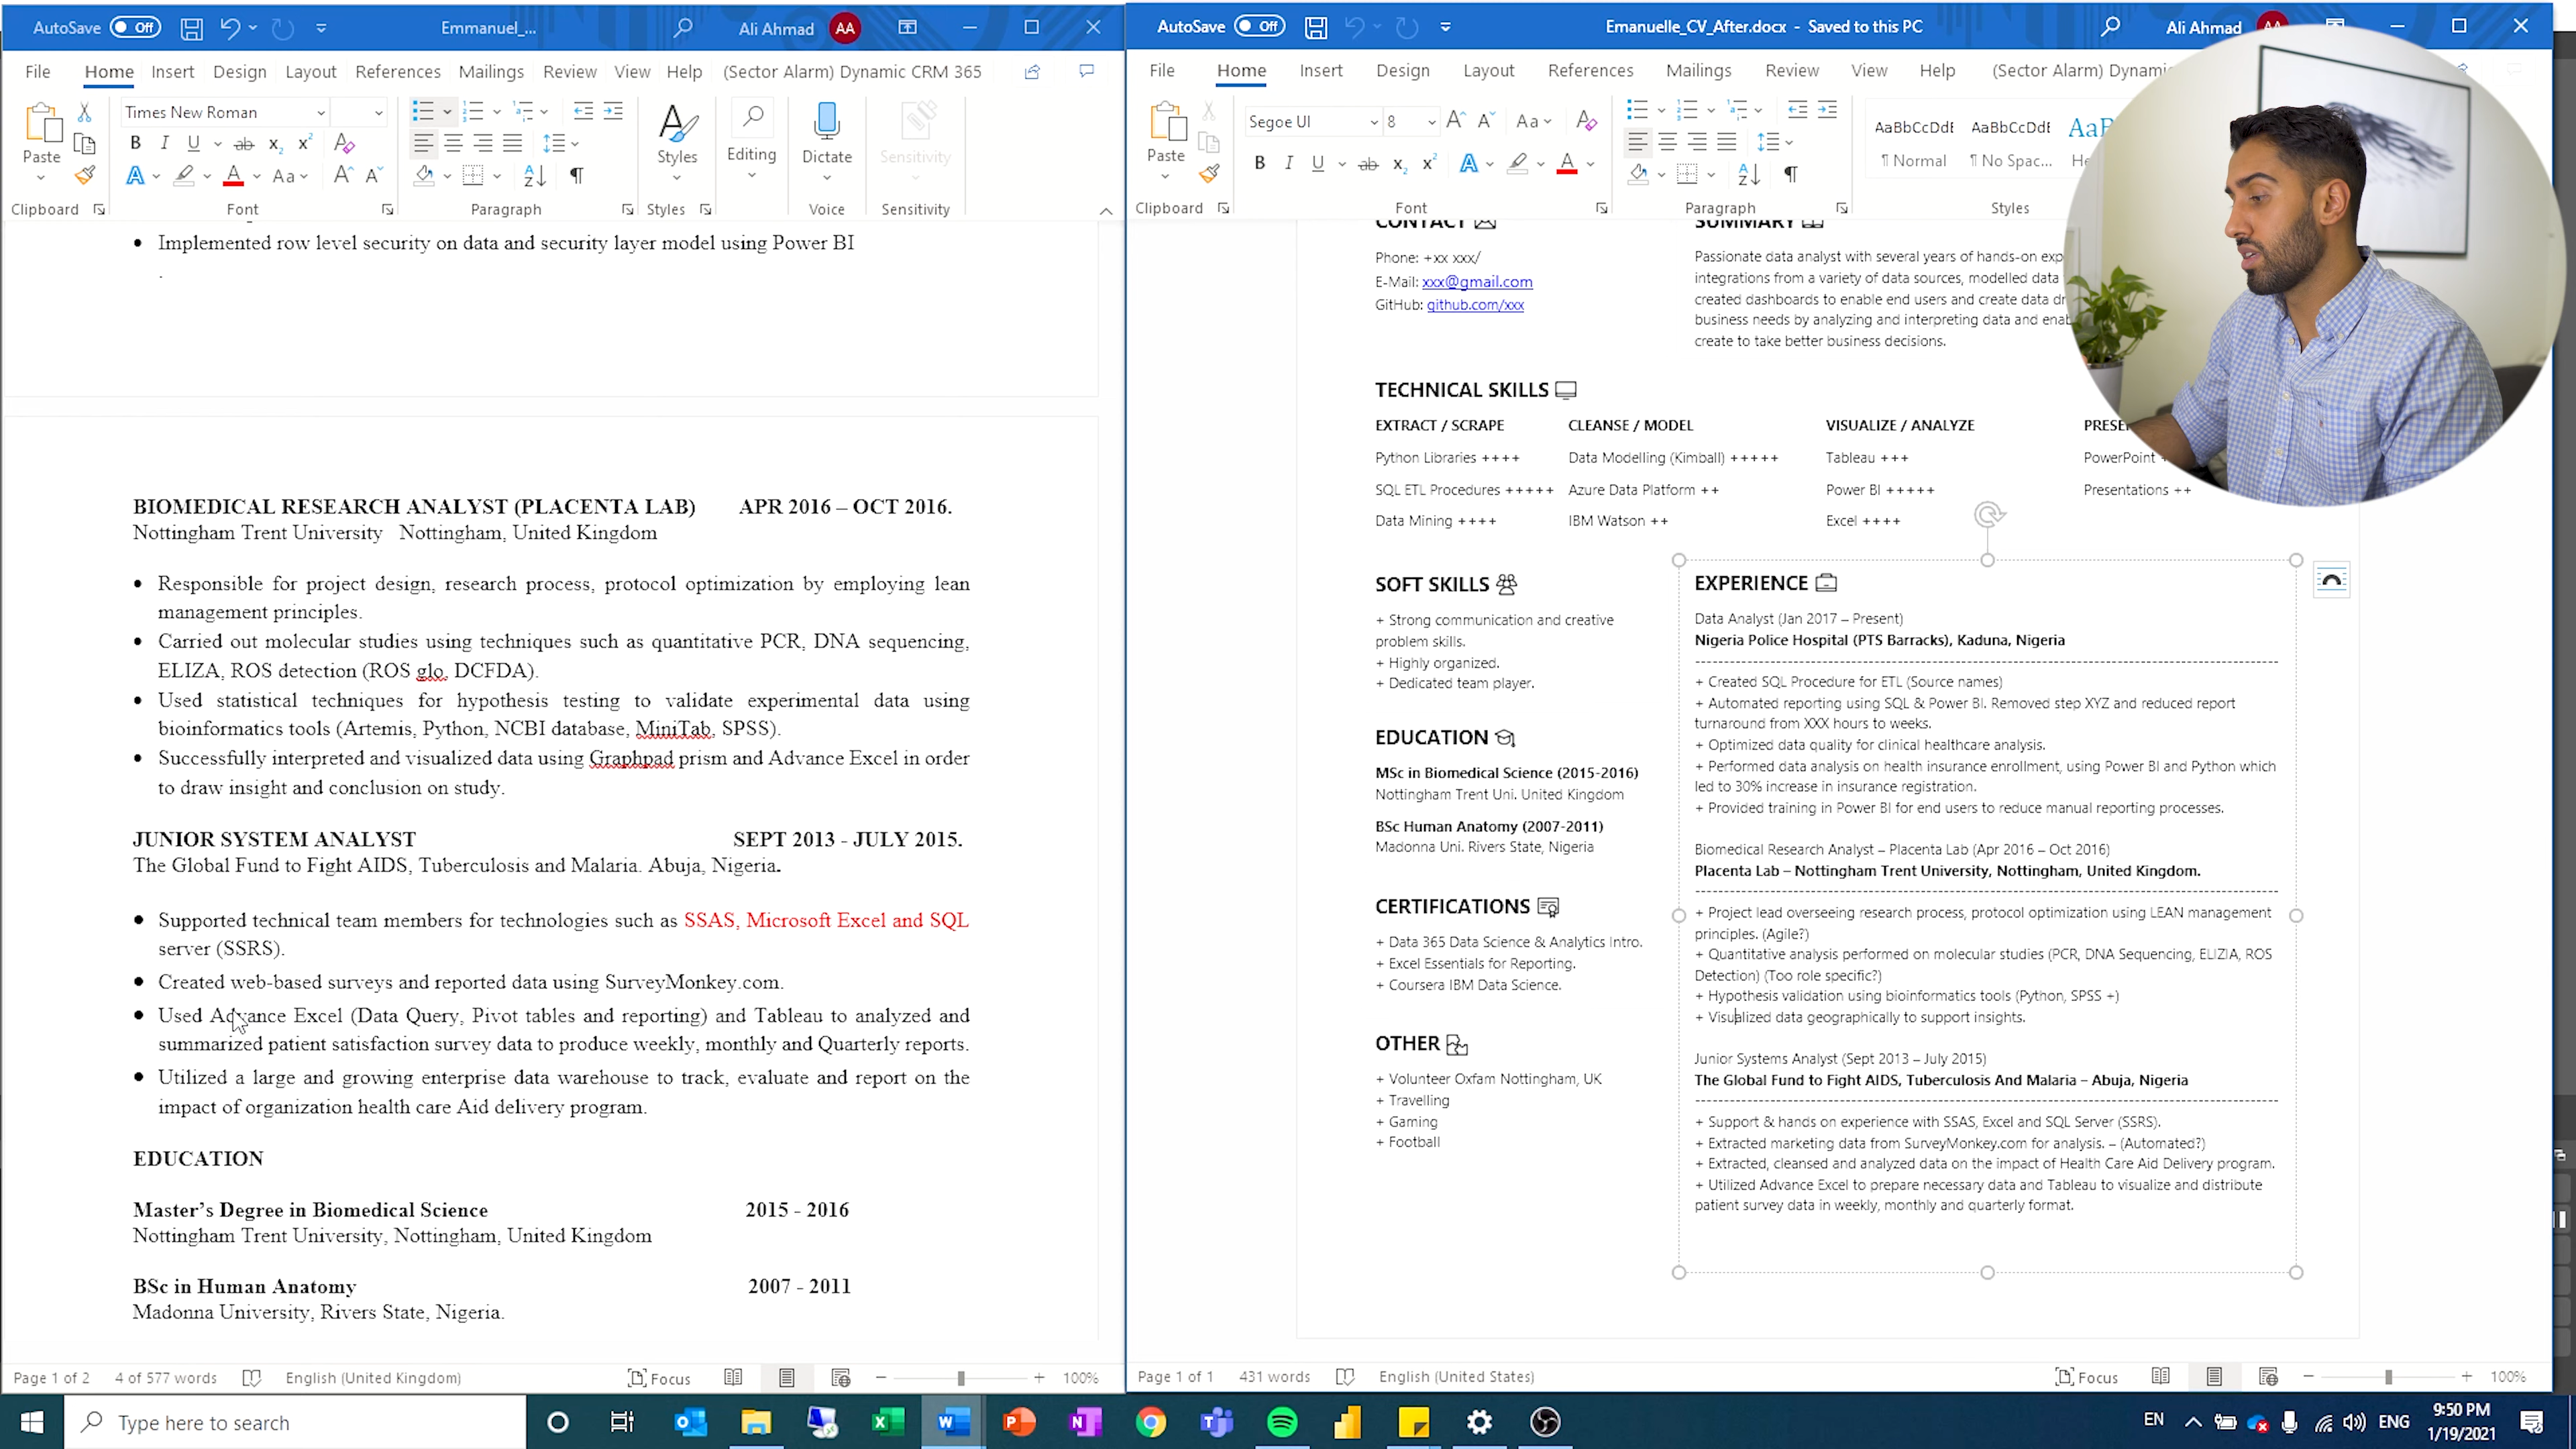 AutoSave Off Emmanuel_... Ali Ahmad AA
File Home Insert Design Layout References Mailings Review View Help (Sector Alarm) Dynamic CRM 365
Times New Roman
Paste Styles Editing Dictate Sensitivity
Clipboard Font Paragraph Styles Voice Sensitivity
• Implemented row level security on data and security layer model using Power BI
.
BIOMEDICAL RESEARCH ANALYST (PLACENTA LAB) APR 2016 – OCT 2016.
Nottingham Trent University Nottingham, United Kingdom
• Responsible for project design, research process, protocol optimization by employing lean
management principles.
• Carried out molecular studies using techniques such as quantitative PCR, DNA sequencing,
ELIZA, ROS detection (ROS glo, DCFDA).
• Used statistical techniques for hypothesis testing to validate experimental data using
bioinformatics tools (Artemis, Python, NCBI database, MiniTab, SPSS).
• Successfully interpreted and visualized data using Graphpad prism and Advance Excel in order
to draw insight and conclusion on study.
JUNIOR SYSTEM ANALYST SEPT 2013 - JULY 2015.
The Global Fund to Fight AIDS, Tuberculosis and Malaria. Abuja, Nigeria.
• Supported technical team members for technologies such as SSAS, Microsoft Excel and SQL
server (SSRS).
• Created web-based surveys and reported data using SurveyMonkey.com.
• Used Advance Excel (Data Query, Pivot tables and reporting) and Tableau to analyzed and
summarized patient satisfaction survey data to produce weekly, monthly and Quarterly reports.
• Utilized a large and growing enterprise data warehouse to track, evaluate and report on the
impact of organization health care Aid delivery program.
EDUCATION
Master's Degree in Biomedical Science 2015 - 2016
Nottingham Trent University, Nottingham, United Kingdom
BSc in Human Anatomy 2007 - 2011
Madonna University, Rivers State, Nigeria.
Page 1 of 2 4 of 577 words English (United Kingdom) Focus 100%
AutoSave Off Emanuelle_CV_After.docx - Saved to this PC Ali Ahmad
File Home Insert Design Layout References Mailings Review View Help (Sector Alarm)
Segoe UI 8
AaBbCcDdE AaBbCcDdE
Paste ¶ Normal ¶ No Spac...
Clipboard Font Paragraph Styles
CONTACT
Phone: +xx xxx/
E-Mail: xxx@gmail.com
GitHub: github.com/xxx
SUMMARY
Passionate data analyst with several years of hands-on
integrations from a variety of data sources, modelled data
created dashboards to enable end users and create data
business needs by analyzing and interpreting data and
create to take better business decisions.
TECHNICAL SKILLS
EXTRACT / SCRAPE CLEANSE / MODEL VISUALIZE / ANALYZE
Python Libraries ++++ Data Modelling (Kimball) +++++ Tableau +++ PowerPoint
SQL ETL Procedures +++++ Azure Data Platform ++ Power BI +++++ Presentations ++
Data Mining ++++ IBM Watson ++ Excel ++++
SOFT SKILLS
+ Strong communication and creative
problem skills.
+ Highly organized.
+ Dedicated team player.
EDUCATION
MSc in Biomedical Science (2015-2016)
Nottingham Trent Uni. United Kingdom
BSc Human Anatomy (2007-2011)
Madonna Uni. Rivers State, Nigeria
CERTIFICATIONS
+ Data 365 Data Science & Analytics Intro.
+ Excel Essentials for Reporting.
+ Coursera IBM Data Science.
OTHER
+ Volunteer Oxfam Nottingham, UK
+ Travelling
+ Gaming
+ Football
EXPERIENCE
Data Analyst (Jan 2017 – Present)
Nigeria Police Hospital (PTS Barracks), Kaduna, Nigeria
+ Created SQL Procedure for ETL (Source names)
+ Automated reporting using SQL & Power BI. Removed step XYZ and reduced report
turnaround from XXX hours to weeks.
+ Optimized data quality for clinical healthcare analysis.
+ Performed data analysis on health insurance enrollment, using Power BI and Python which
led to 30% increase in insurance registration.
+ Provided training in Power BI for end users to reduce manual reporting processes.
Biomedical Research Analyst – Placenta Lab (Apr 2016 – Oct 2016)
Placenta Lab – Nottingham Trent University, Nottingham, United Kingdom.
+ Project lead overseeing research process, protocol optimization using LEAN management
principles. (Agile?)
+ Quantitative analysis performed on molecular studies (PCR, DNA Sequencing, ELIZIA, ROS
Detection) (Too role specific?)
+ Hypothesis validation using bioinformatics tools (Python, SPSS +)
+ Visualized data geographically to support insights.
Junior Systems Analyst (Sept 2013 – July 2015)
The Global Fund to Fight AIDS, Tuberculosis And Malaria – Abuja, Nigeria
+ Support & hands on experience with SSAS, Excel and SQL Server (SSRS).
+ Extracted marketing data from SurveyMonkey.com for analysis. – (Automated?)
+ Extracted, cleansed and analyzed data on the impact of Health Care Aid Delivery program.
+ Utilized Advance Excel to prepare necessary data and Tableau to visualize and distribute
patient survey data in weekly, monthly and quarterly format.
Page 1 of 1 431 words English (United States) Focus 100%
Type here to search
EN ENG 9:50 PM
1/19/2021